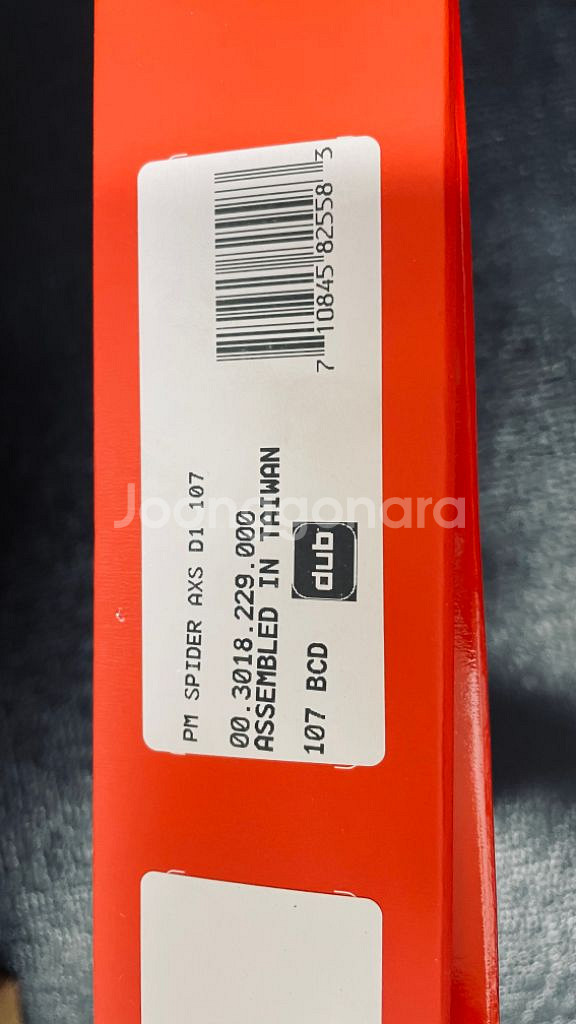 7 10845 82558 3
PM SPIDER AXS D1 107
00.3018.229.000
ASSEMBLED IN TAIWAN
107 BCD
dub
Joonggonara